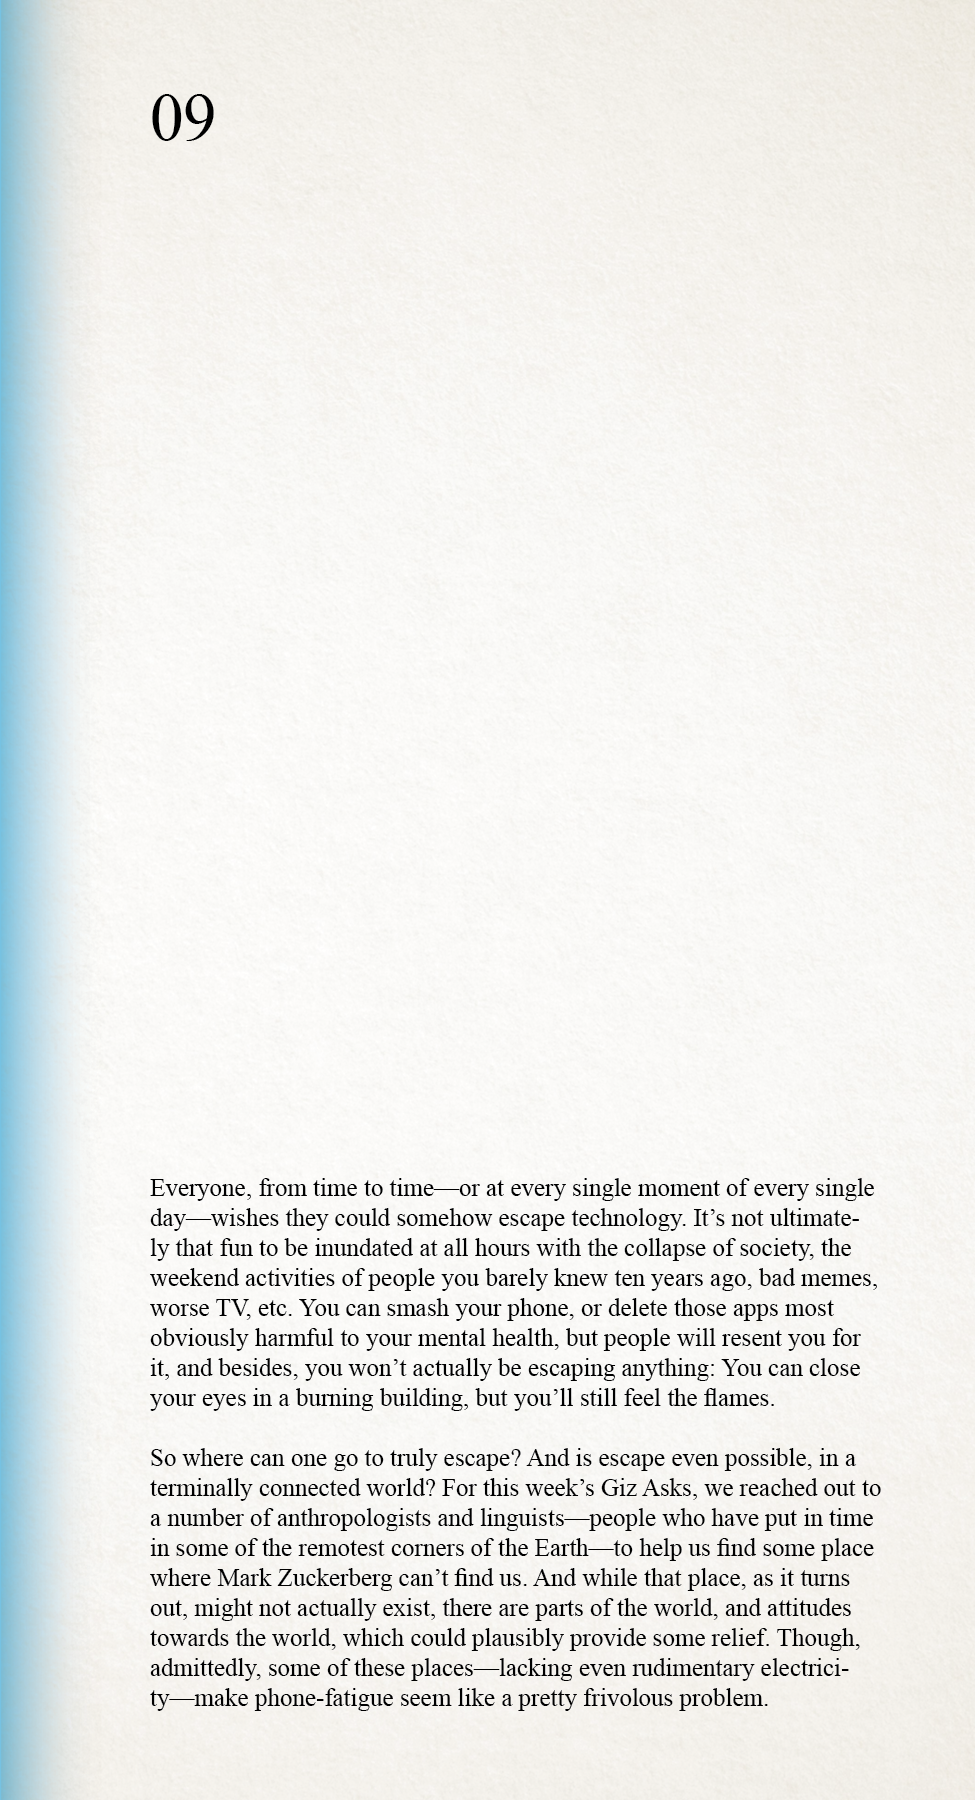 09
Everyone, from time to time—or at every single moment of every single
day—wishes they could somehow escape technology. It’s not ultimate-
ly that fun to be inundated at all hours with the collapse of society, the
weekend activities of people you barely knew ten years ago, bad memes,
worse TV, etc. You can smash your phone, or delete those apps most
obviously harmful to your mental health, but people will resent you for
it, and besides, you won’t actually be escaping anything: You can close
your eyes in a burning building, but you’ll still feel the flames.
So where can one go to truly escape? And is escape even possible, in a
terminally connected world? For this week’s Giz Asks, we reached out to
a number of anthropologists and linguists—people who have put in time
in some of the remotest corners of the Earth—to help us find some place
where Mark Zuckerberg can’t find us. And while that place, as it turns
out, might not actually exist, there are parts of the world, and attitudes
towards the world, which could plausibly provide some relief. Though,
admittedly, some of these places—lacking even rudimentary electrici-
ty—make phone-fatigue seem like a pretty frivolous problem.